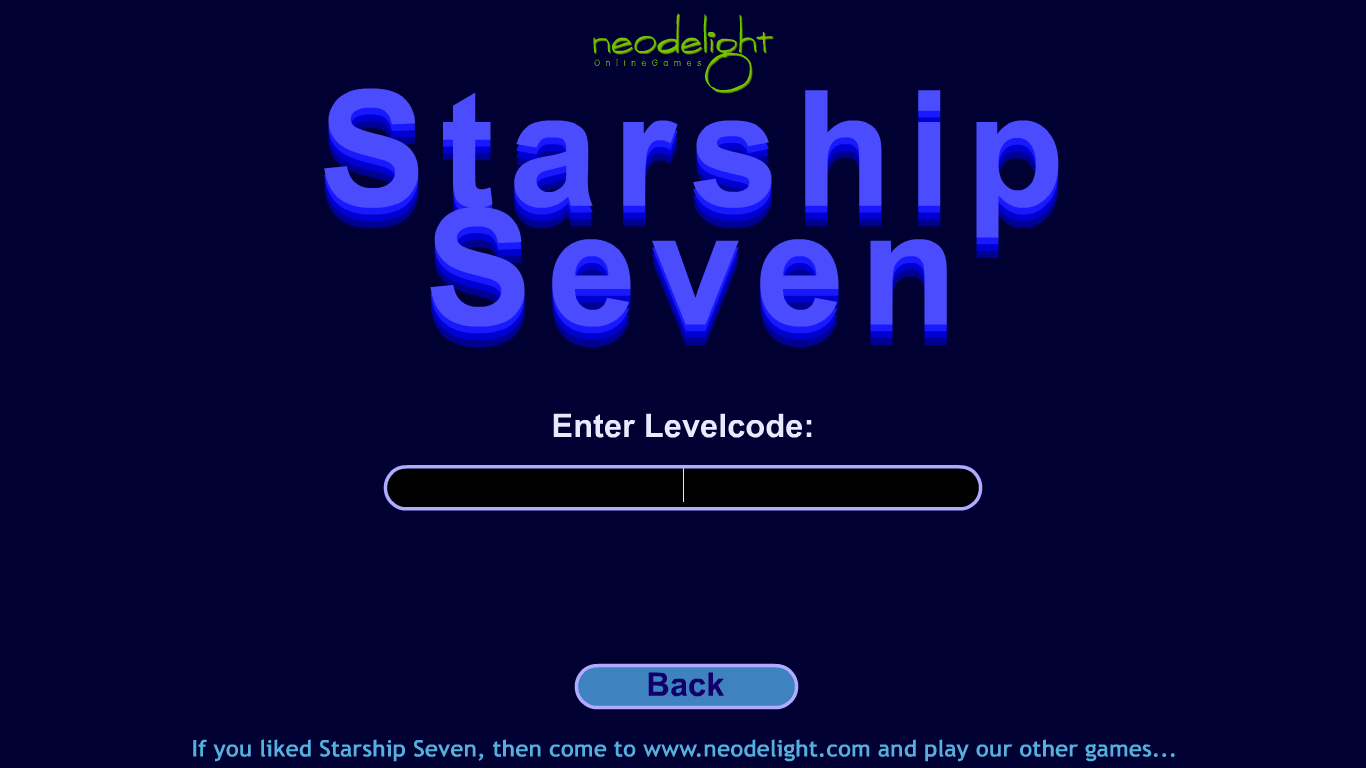 neodelight
OnlineGames
Starship
Seven
Enter Levelcode:
Back
If you liked Starship Seven, then come to www.neodelight.com and play our other games...